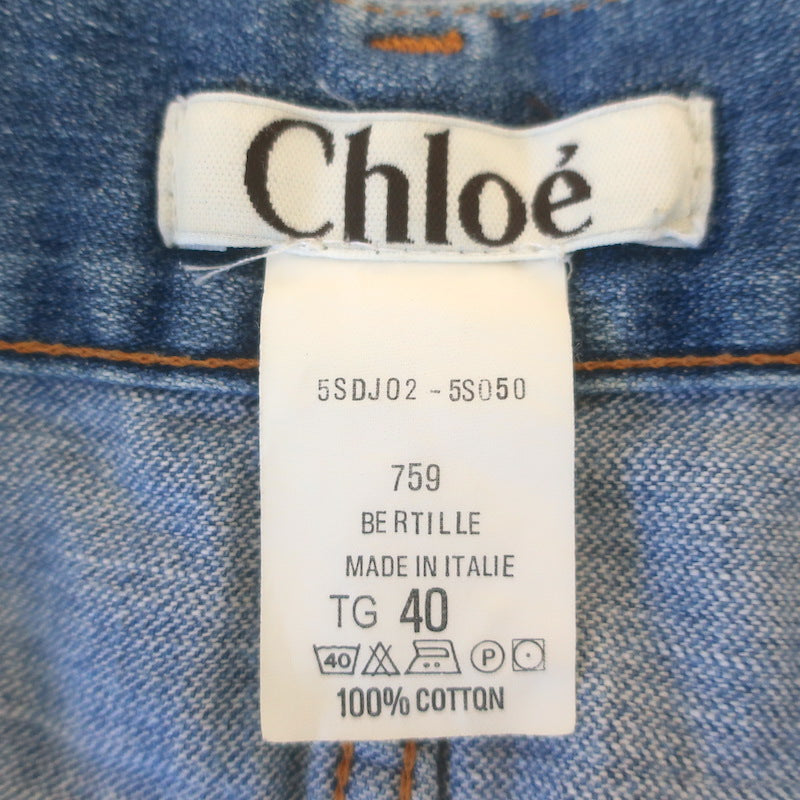 Chloé
5SDJ02 - 5S050
759
BERTILLE
MADE IN ITALIE
TG 40
40 P
100% COTTON